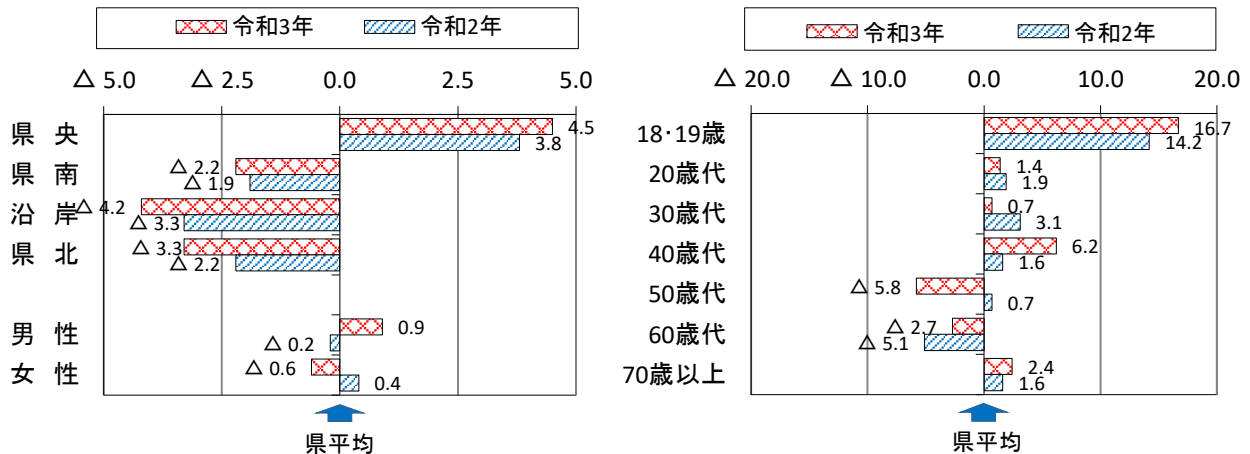 令和3年 令和2年
△ 5.0 △ 2.5 0.0 2.5 5.0
県 央 4.5
3.8
県 南 △ 2.2
△ 1.9
沿 岸 △ 4.2
△ 3.3
県 北 △ 3.3
△ 2.2
男 性 0.9
△ 0.2
女 性 △ 0.6
0.4
県平均
令和3年 令和2年
△ 20.0 △ 10.0 0.0 10.0 20.0
18･19歳 16.7
14.2
20歳代 1.4
1.9
30歳代 0.7
3.1
40歳代 6.2
1.6
50歳代 △ 5.8
0.7
60歳代 △ 2.7
△ 5.1
70歳以上 2.4
1.6
県平均